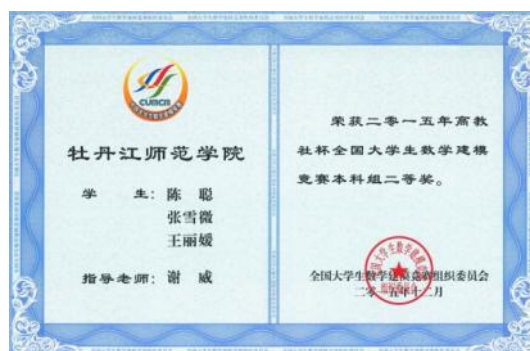 CUMCM
牡丹江师范学院
学 生：陈 聪
张雪微
王丽媛
指导老师：谢 威
荣获二零一五年高教
社杯全国大学生数学建模
竞赛本科组二等奖。
全国大学生数学建模竞赛组织委员会
二零一五年十二月